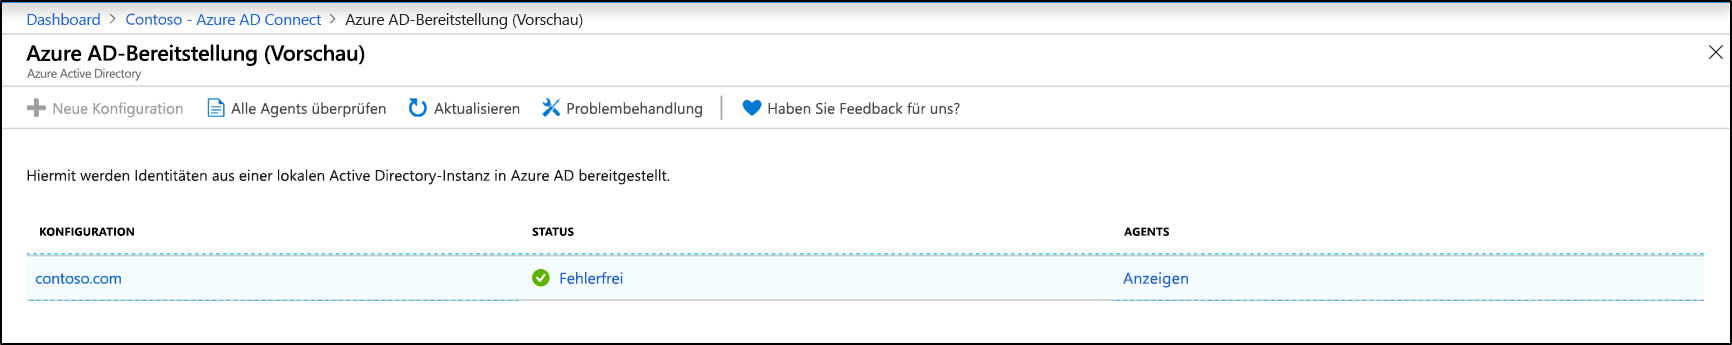 Dashboard > Contoso - Azure AD Connect > Azure AD-Bereitstellung (Vorschau)
Azure AD-Bereitstellung (Vorschau)
Azure Active Directory
Neue Konfiguration Alle Agents überprüfen Aktualisieren Problembehandlung Haben Sie Feedback für uns?
Hiermit werden Identitäten aus einer lokalen Active Directory-Instanz in Azure AD bereitgestellt.
KONFIGURATION STATUS AGENTS
contoso.com Fehlerfrei Anzeigen